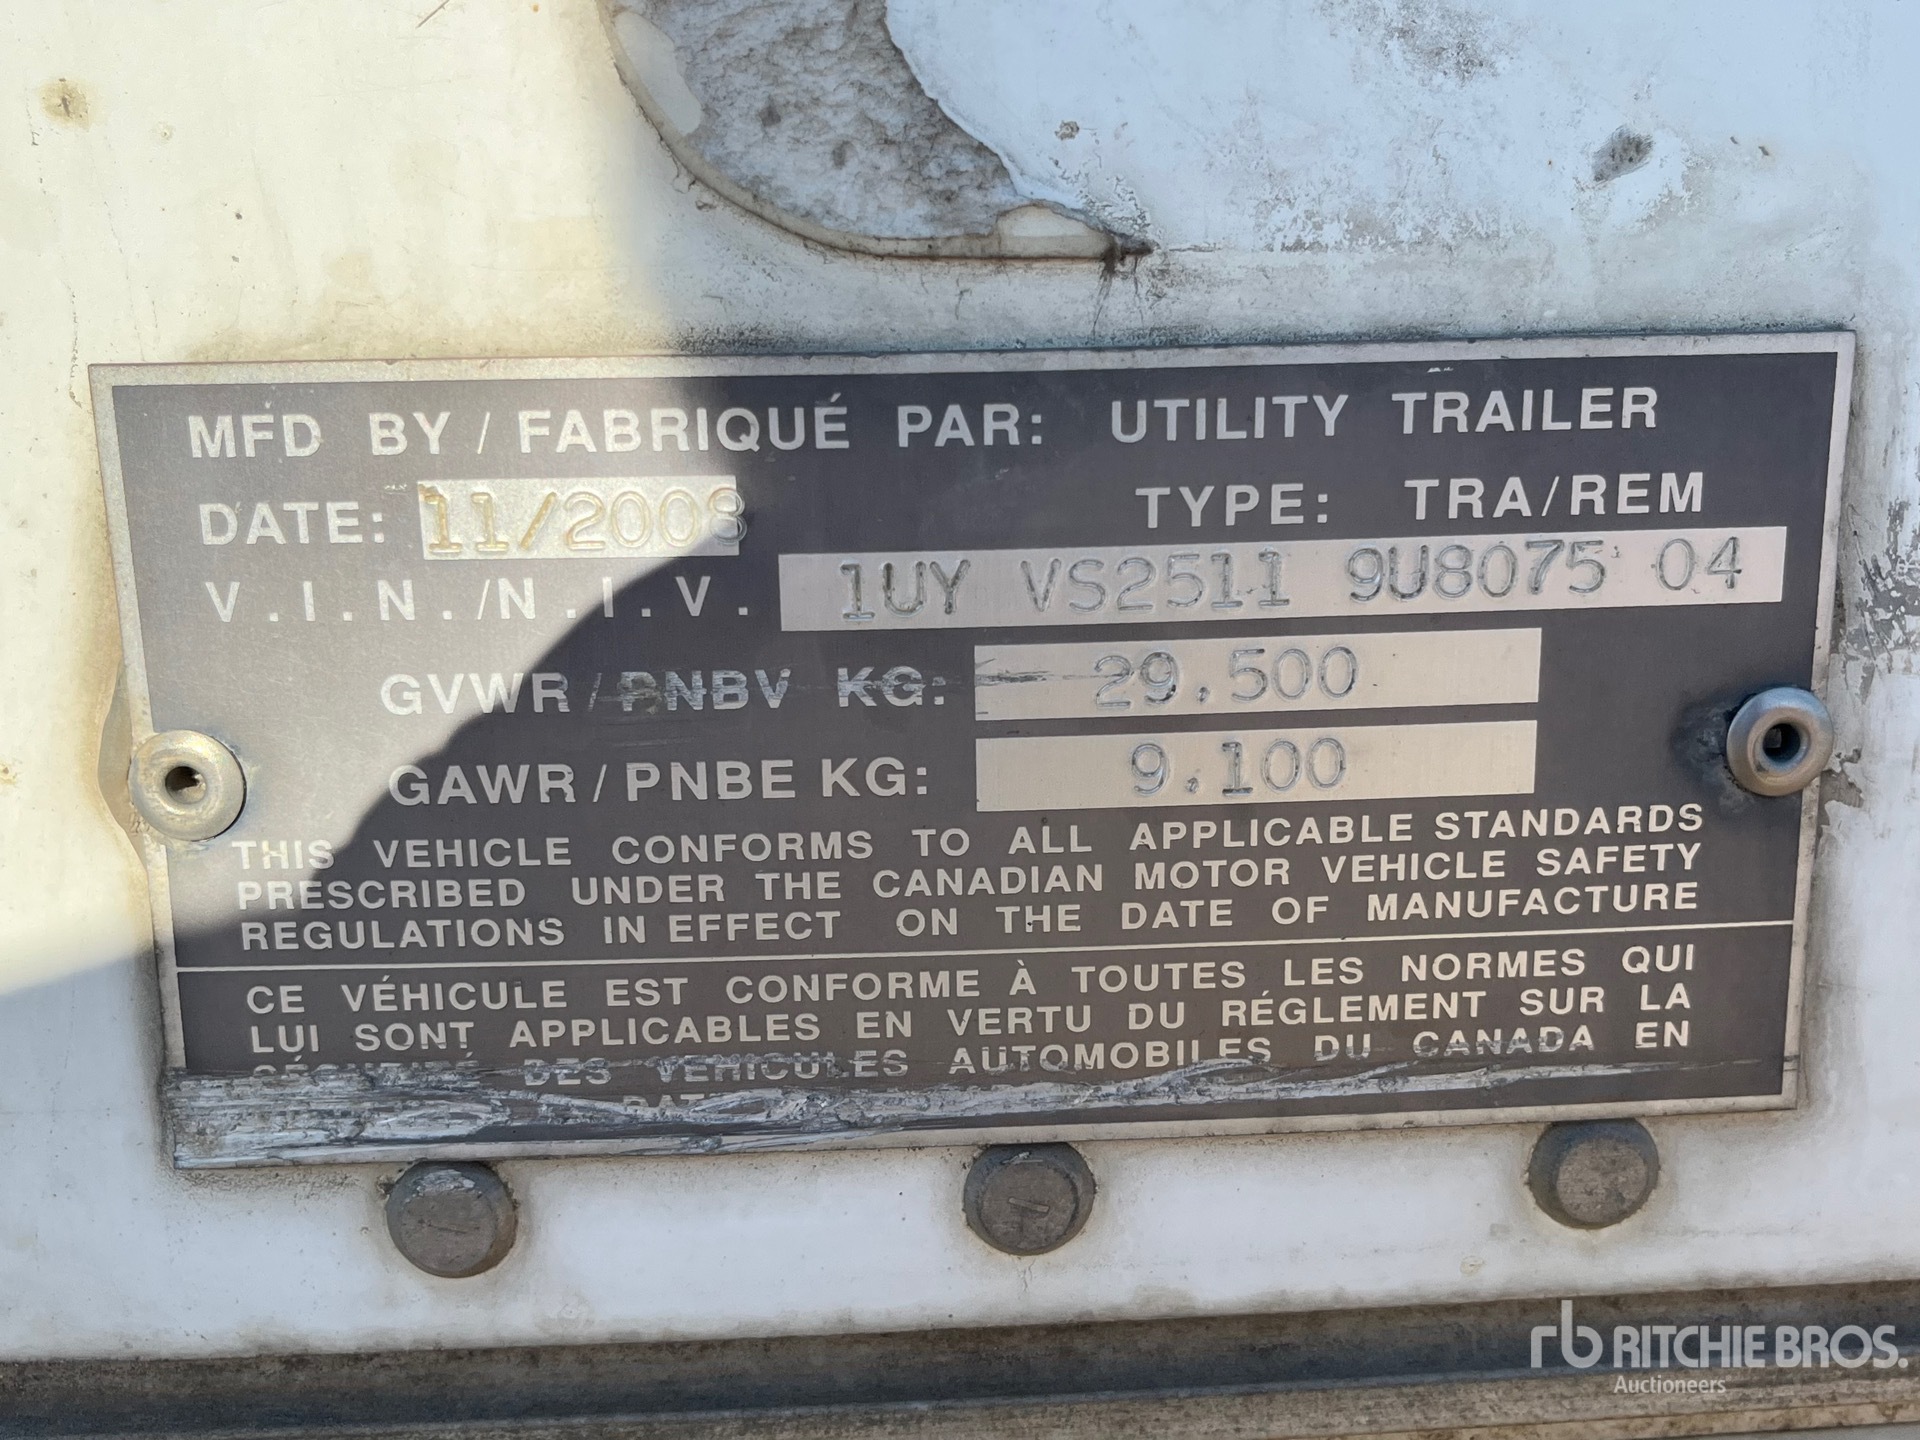 MFD BY / FABRIQUÉ PAR: UTILITY TRAILER
DATE: 11/2008 TYPE: TRA/REM
V.I.N./N.I.V. 1UY VS2511 9U8075 04
GVWR / PNBV KG: 29,500
GAWR / PNBE KG: 9,100
THIS VEHICLE CONFORMS TO ALL APPLICABLE STANDARDS
PRESCRIBED UNDER THE CANADIAN MOTOR VEHICLE SAFETY
REGULATIONS IN EFFECT ON THE DATE OF MANUFACTURE
CE VÉHICULE EST CONFORME À TOUTES LES NORMES QUI
LUI SONT APPLICABLES EN VERTU DU RÉGLEMENT SUR LA
SÉCURITÉ DES VEHICULES AUTOMOBILES DU CANADA EN
rb RITCHIE BROS.
Auctioneers